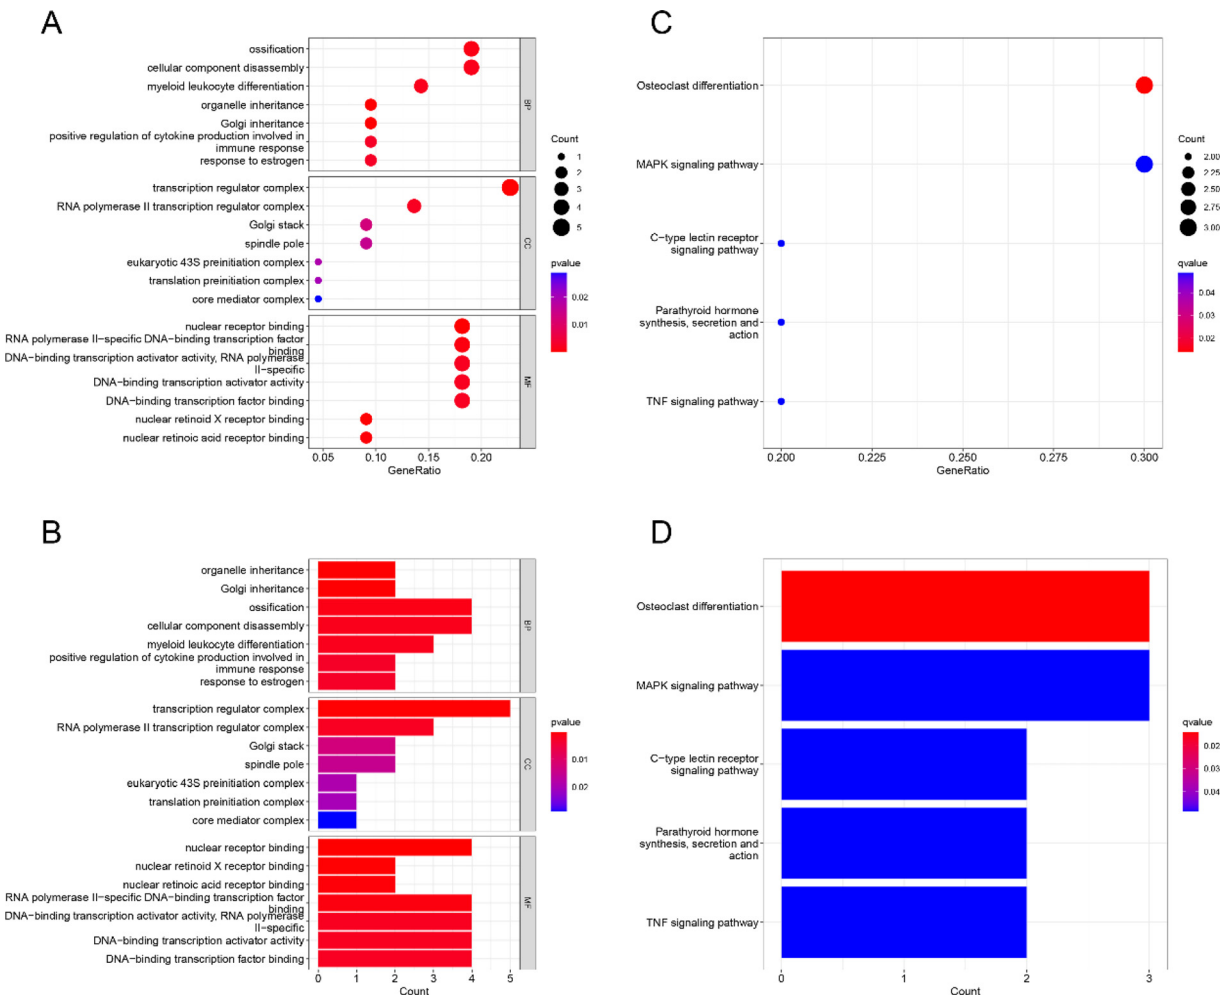 A
ossification
cellular component disassembly
myeloid leukocyte differentiation
organelle inheritance
Golgi inheritance
positive regulation of cytokine production involved in
immune response
response to estrogen
BP
transcription regulator complex
RNA polymerase II transcription regulator complex
Golgi stack
spindle pole
eukaryotic 43S preinitiation complex
translation preinitiation complex
core mediator complex
CC
nuclear receptor binding
RNA polymerase II−specific DNA−binding transcription factor
binding
DNA−binding transcription activator activity, RNA polymerase
II−specific
DNA−binding transcription activator activity
DNA−binding transcription factor binding
nuclear retinoid X receptor binding
nuclear retinoic acid receptor binding
MF
0.05 0.10 0.15 0.20
GeneRatio
Count
1
2
3
4
5
pvalue
0.02
0.01
C
Osteoclast differentiation
MAPK signaling pathway
C−type lectin receptor
signaling pathway
Parathyroid hormone
synthesis, secretion and
action
TNF signaling pathway
0.200 0.225 0.250 0.275 0.300
GeneRatio
Count
2.00
2.25
2.50
2.75
3.00
qvalue
0.04
0.03
0.02
B
organelle inheritance
Golgi inheritance
ossification
cellular component disassembly
myeloid leukocyte differentiation
positive regulation of cytokine production involved in
immune response
response to estrogen
BP
transcription regulator complex
RNA polymerase II transcription regulator complex
Golgi stack
spindle pole
eukaryotic 43S preinitiation complex
translation preinitiation complex
core mediator complex
CC
nuclear receptor binding
nuclear retinoid X receptor binding
nuclear retinoic acid receptor binding
RNA polymerase II−specific DNA−binding transcription factor
binding
DNA−binding transcription activator activity, RNA polymerase
II−specific
DNA−binding transcription activator activity
DNA−binding transcription factor binding
MF
0 1 2 3 4 5
Count
pvalue
0.01
0.02
D
Osteoclast differentiation
MAPK signaling pathway
C−type lectin receptor
signaling pathway
Parathyroid hormone
synthesis, secretion and
action
TNF signaling pathway
0 1 2 3
Count
qvalue
0.02
0.03
0.04